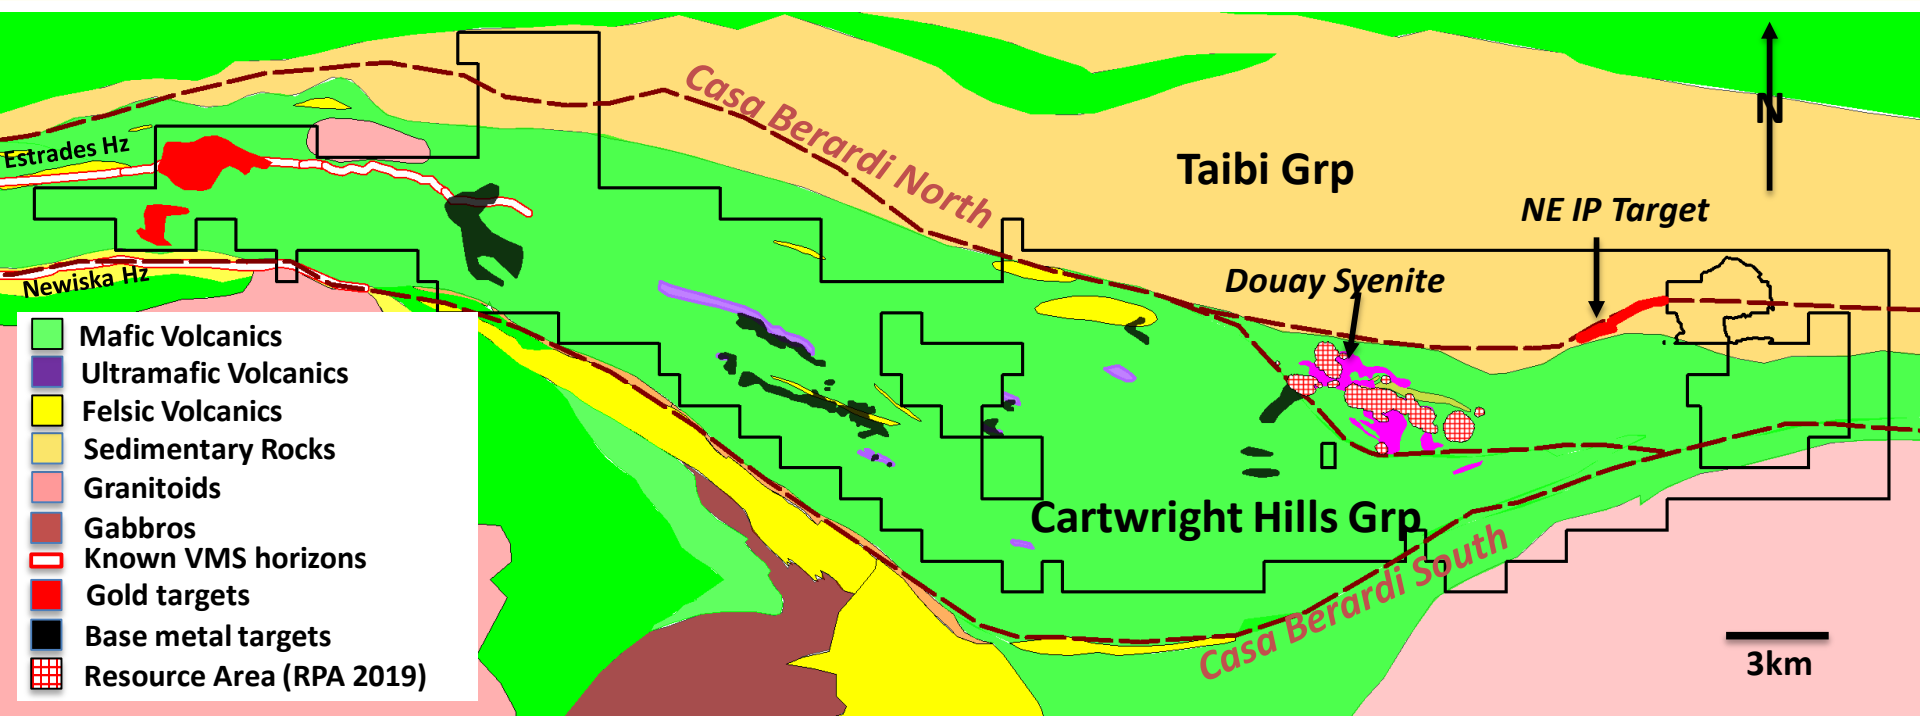 Casa Berardi North
N
Estrades Hz
Taibi Grp
NE IP Target
Newiska Hz
Douay Syenite
Mafic Volcanics
Ultramafic Volcanics
Felsic Volcanics
Sedimentary Rocks
Granitoids
Gabbros
Known VMS horizons
Gold targets
Base metal targets
Resource Area (RPA 2019)
Cartwright Hills Grp
Casa Berardi South
3km